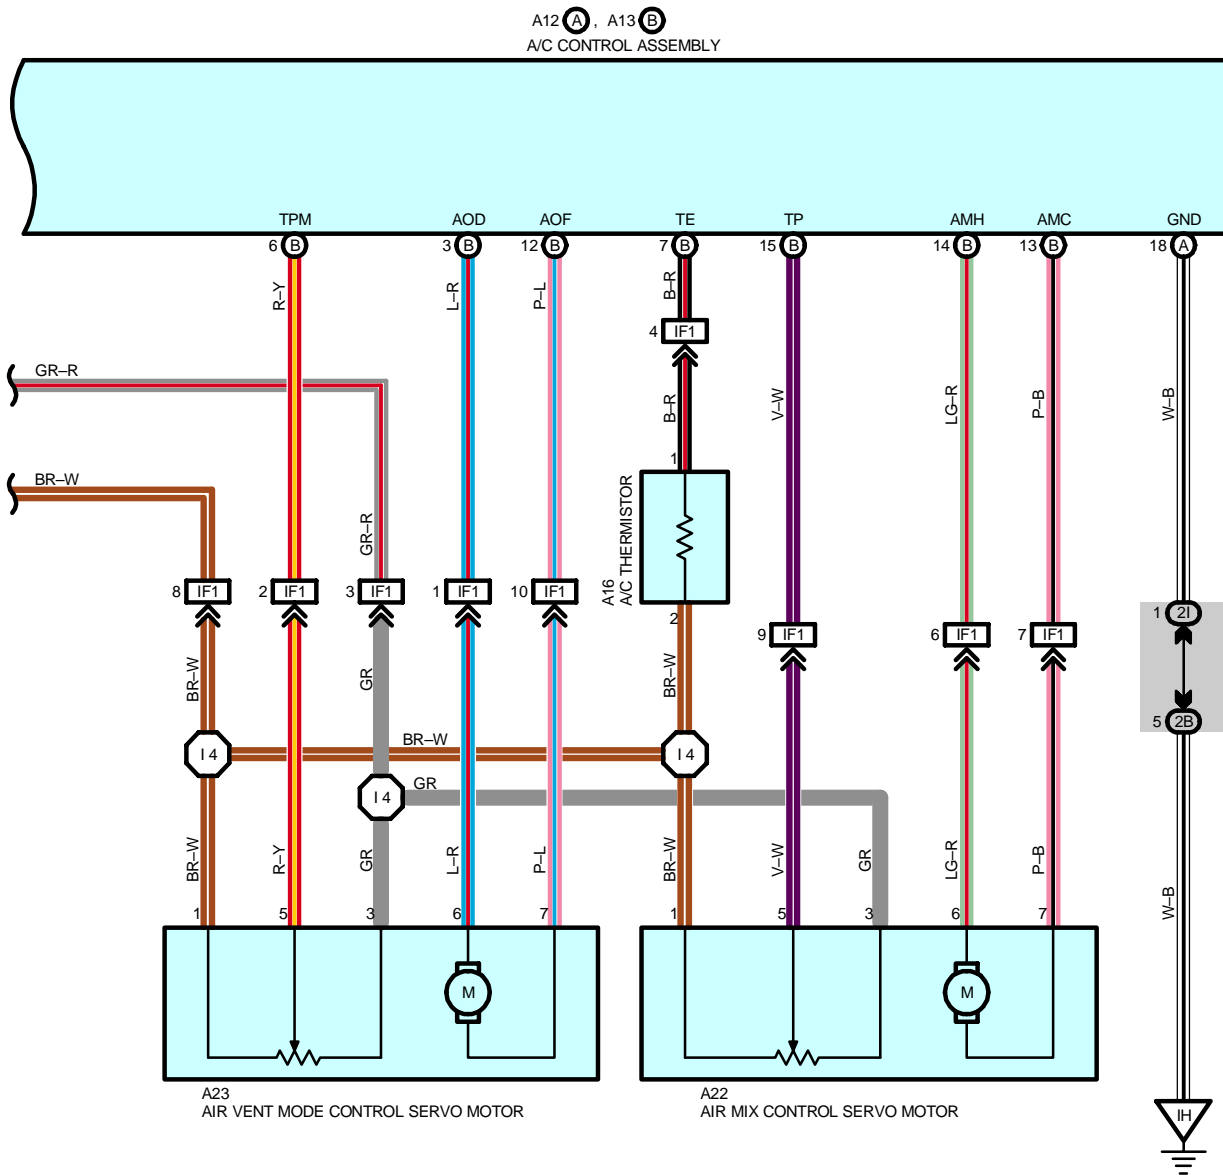 A12 A , A13 B
A/C CONTROL ASSEMBLY
TPM AOD AOF TE TP AMH AMC GND
6 B 3 B 12 B 7 B 15 B 14 B 13 B 18 A
R–Y L–R P–L B–R
4 IF1
GR–R
B–R V–W LG–R P–B W–B
1
BR–W
GR–R
A16
A/C THERMISTOR
8 IF1 2 IF1 3 IF1 1 IF1 10 IF1
2
1 2I
9 IF1 6 IF1 7 IF1
BR–W GR BR–W
5 2B
I 4 BR–W I 4
I 4 GR
BR–W R–Y GR L–R P–L BR–W V–W GR LG–R P–B
W–B
1 5 3 6 7 1 5 3 6 7
M M
A23
AIR VENT MODE CONTROL SERVO MOTOR
A22
AIR MIX CONTROL SERVO MOTOR
IH